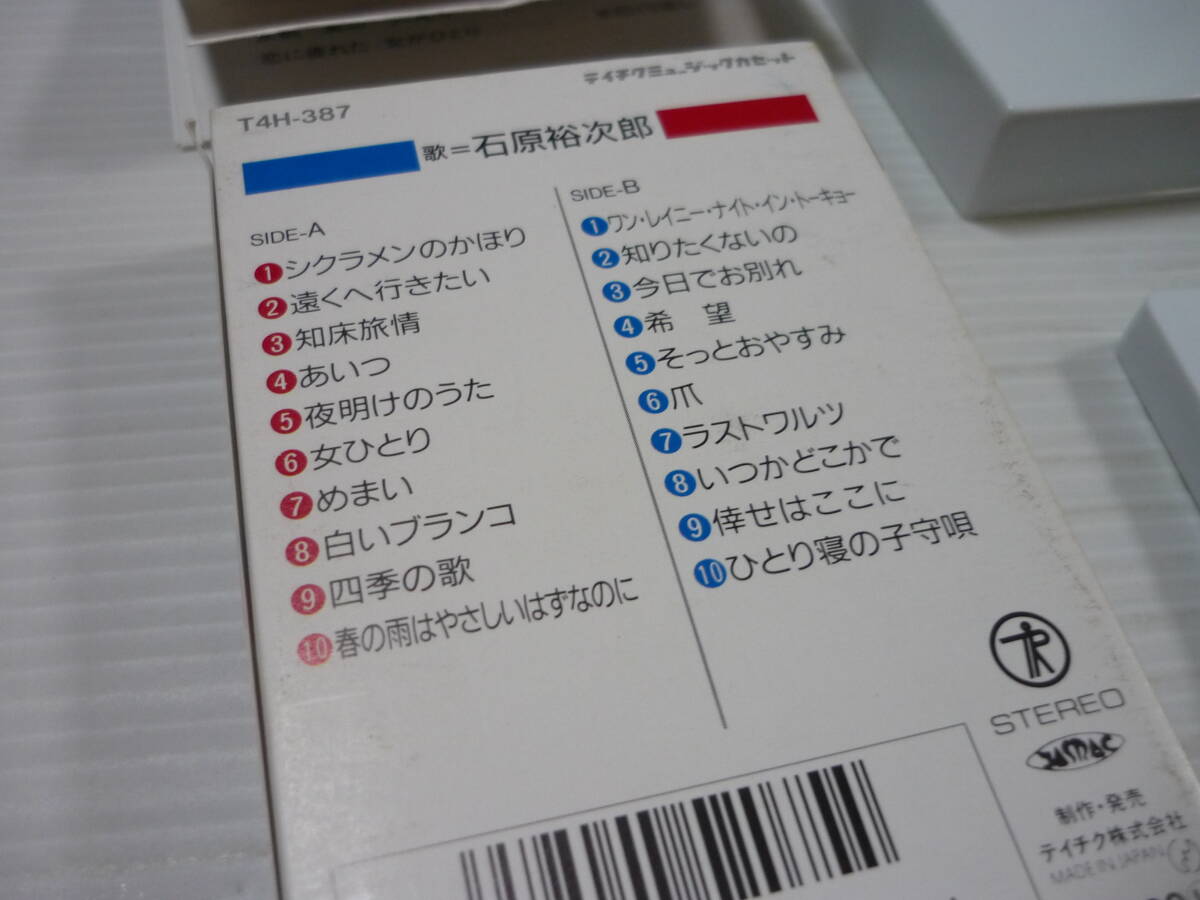 テイチクミュージックカセット
T4H-387
歌＝石原裕次郎
SIDE-A
1 シクラメンのかほり
2 遠くへ行きたい
3 知床旅情
4 あいつ
5 夜明けのうた
6 女ひとり
7 めまい
8 白いブランコ
9 四季の歌
10 春の雨はやさしいはずなのに
SIDE-B
1 ワン・レイニー・ナイト・イン・トーキョー
2 知りたくないの
3 今日でお別れ
4 希 望
5 そっとおやすみ
6 爪
7 ラストワルツ
8 いつかどこかで
9 倖せはここに
10 ひとり寝の子守唄
STEREO
制作・発売
テイチク株式会社
MADE IN JAPAN